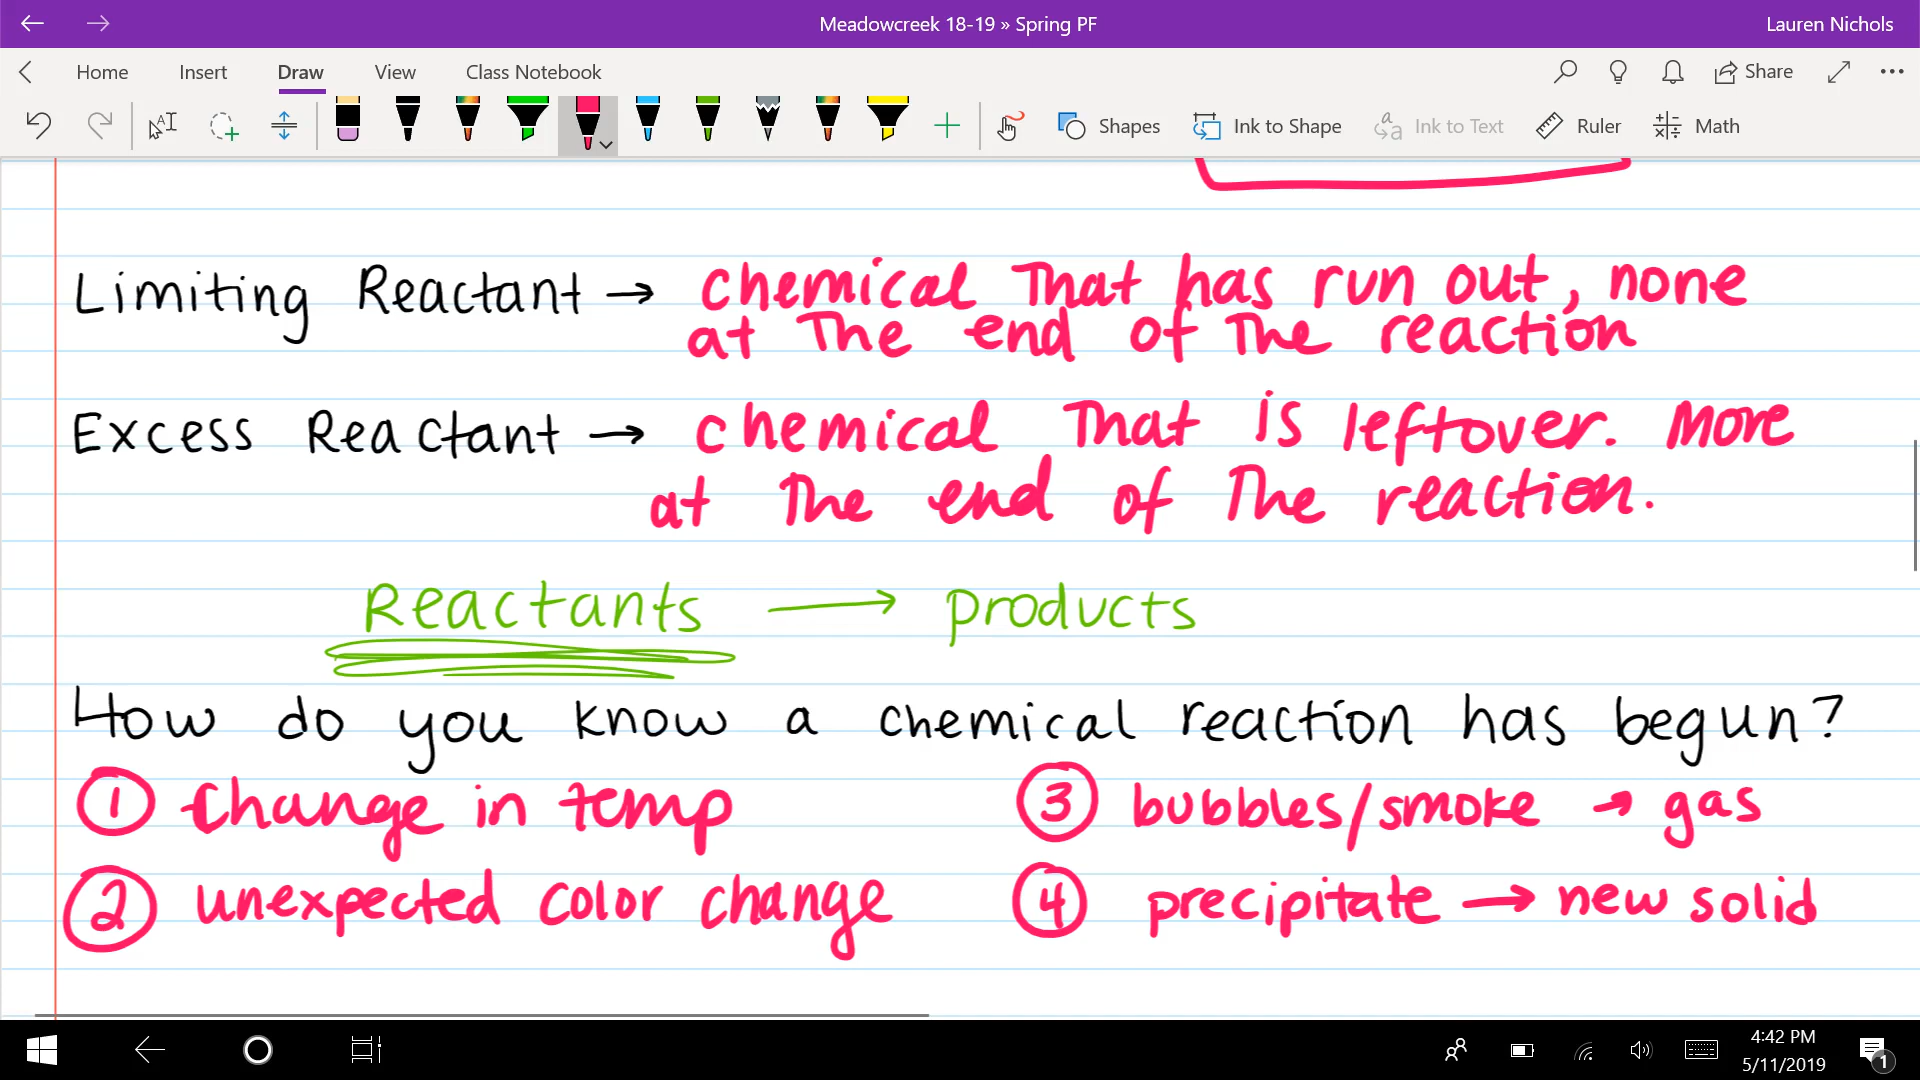 Meadowcreek 18-19 » Spring PF
Lauren Nichols
Home Insert Draw View Class Notebook Share
Shapes Ink to Shape Ink to Text Ruler Math
Limiting Reactant → chemical that has run out, none
at the end of the reaction
Excess Reactant → chemical that is leftover. More
at the end of the reaction.
Reactants → products
How do you know a chemical reaction has begun?
① Change in temp
② unexpected color change
③ bubbles/smoke → gas
④ precipitate → new solid
4:42 PM
5/11/2019
1